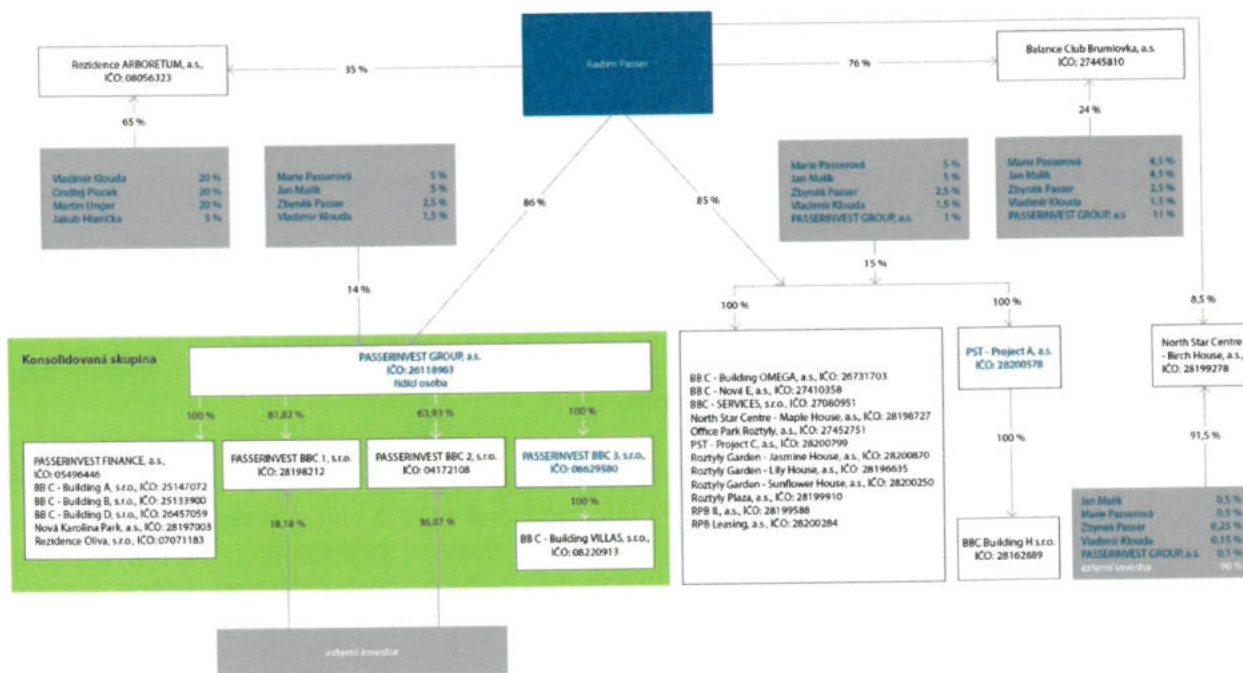 Radim Passer
Rezidence ARBORETUM, a.s.,
IČO: 08056323
35 %
76 %
Balance Club Brumlovka, a.s.
IČO: 27445810
65 %
24 %
Vladimír Klouda 20 %
Ondřej Plocek 20 %
Martin Unger 20 %
Jakub Hlavička 5 %
Marie Passerová 5 %
Jan Malík 5 %
Zbyněk Passer 2,5 %
Vladimír Klouda 1,5 %
86 %
85 %
Marie Passerová 5 %
Jan Malík 5 %
Zbyněk Passer 2,5 %
Vladimír Klouda 1,5 %
PASSERINVEST GROUP, a.s. 1 %
Marie Passerová 4,5 %
Jan Malík 4,5 %
Zbyněk Passer 2,5 %
Vladimír Klouda 1,5 %
PASSERINVEST GROUP, a.s 11 %
14 %
15 %
100 %
100 %
8,5 %
Konsolidovaná skupina
PASSERINVEST GROUP, a.s.
IČO: 26118963
řídící osoba
100 %
81,82 %
63,93 %
100 %
PASSERINVEST FINANCE, a.s.,
IČO: 05496446
BB C - Building A, s.r.o., IČO: 25147072
BB C - Building B, s.r.o., IČO: 25133900
BB C - Building D, s.r.o., IČO: 26457059
Nová Karolina Park, a.s., IČO: 28197003
Rezidence Oliva, s.r.o., IČO: 07071183
PASSERINVEST BBC 1, s.r.o.
IČO: 28198212
PASSERINVEST BBC 2, s.r.o.
IČO: 04172108
PASSERINVEST BBC 3, s.r.o.,
IČO: 06629580
18,18 %
36,07 %
100 %
BB C - Building VILLAS, s.r.o.,
IČO: 08220913
externí investor
BB C - Building OMEGA, a.s., IČO: 26731703
BB C - Nové E, a.s., IČO: 27410358
BBC - SERVICES, s.r.o., IČO: 27080951
North Star Centre - Maple House, a.s., IČO: 28198727
Office Park Roztyly, a.s., IČO: 27452751
PST - Project C, a.s., IČO: 28200799
Roztyly Garden - Jasmine House, a.s., IČO: 28200870
Roztyly Garden - Lily House, a.s., IČO: 28196635
Roztyly Garden - Sunflower House, a.s., IČO: 28200250
Roztyly Plaza, a.s., IČO: 28199910
RPB II., a.s., IČO: 28199588
RPB Leasing, a.s., IČO: 28200284
PST - Project A, a.s.
IČO: 28200578
100 %
BBC Building H s.r.o.
IČO: 28162889
North Star Centre
- Birch House, a.s.,
IČO: 28199278
91,5 %
Jan Malík 0,5 %
Marie Passerová 0,5 %
Zbyněk Passer 0,25 %
Vladimír Klouda 0,15 %
PASSERINVEST GROUP, a.s. 0,1 %
externí investor 90 %